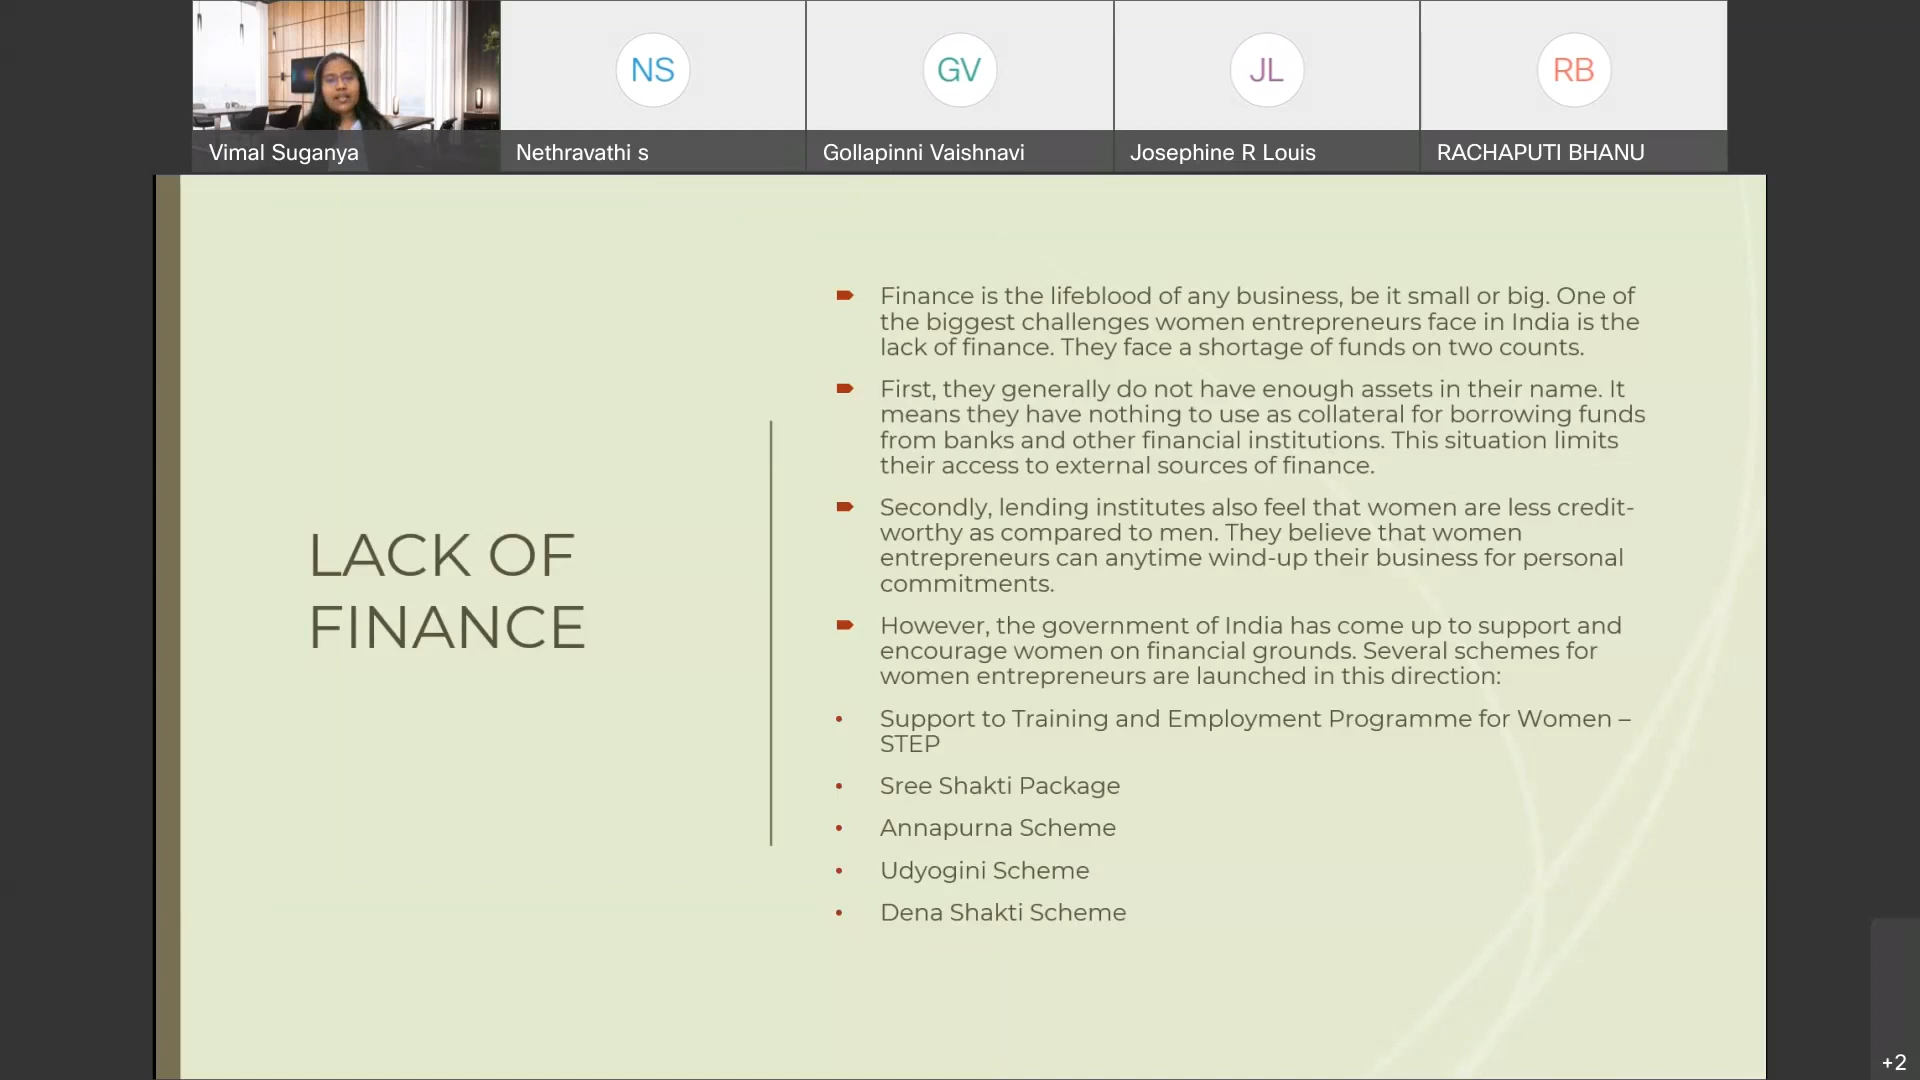 NS
GV
JL
RB
Vimal Suganya
Nethravathi s
Gollapinni Vaishnavi
Josephine R Louis
RACHAPUTI BHANU
LACK OF
FINANCE
Finance is the lifeblood of any business, be it small or big. One of
the biggest challenges women entrepreneurs face in India is the
lack of finance. They face a shortage of funds on two counts.
First, they generally do not have enough assets in their name. It
means they have nothing to use as collateral for borrowing funds
from banks and other financial institutions. This situation limits
their access to external sources of finance.
Secondly, lending institutes also feel that women are less credit-
worthy as compared to men. They believe that women
entrepreneurs can anytime wind-up their business for personal
commitments.
However, the government of India has come up to support and
encourage women on financial grounds. Several schemes for
women entrepreneurs are launched in this direction:
• Support to Training and Employment Programme for Women –
STEP
• Sree Shakti Package
• Annapurna Scheme
• Udyogini Scheme
• Dena Shakti Scheme
+2